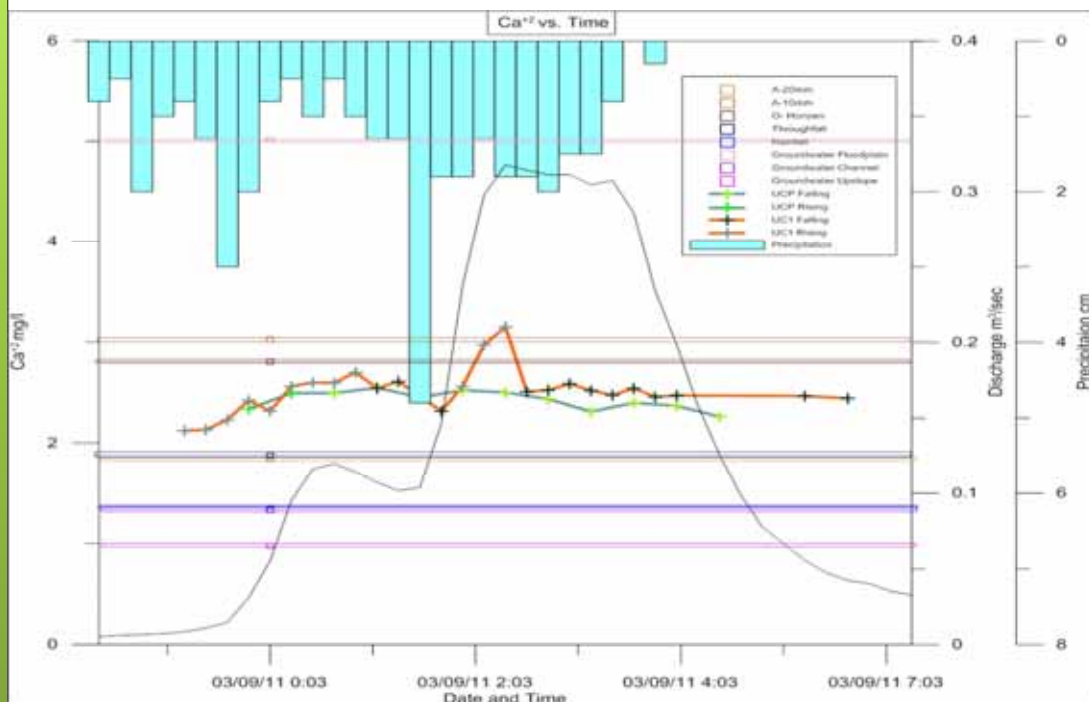 Ca⁺² vs. Time
6
4
2
0
Ca⁺² mg/l
0.4
0.3
0.2
0.1
0
Discharge m³/sec
0
2
4
6
8
Precipitaion cm
A-20mm
A-10mm
O- Horizon
Throughfall
Rainfall
Groundwater Floodplain
Groundwater Channel
Groundwater Upslope
UCP Falling
UCP Rising
UC1 Falling
UC1 Rising
Precipitation
03/09/11 0:03
03/09/11 2:03
03/09/11 4:03
03/09/11 7:03
Date and Time